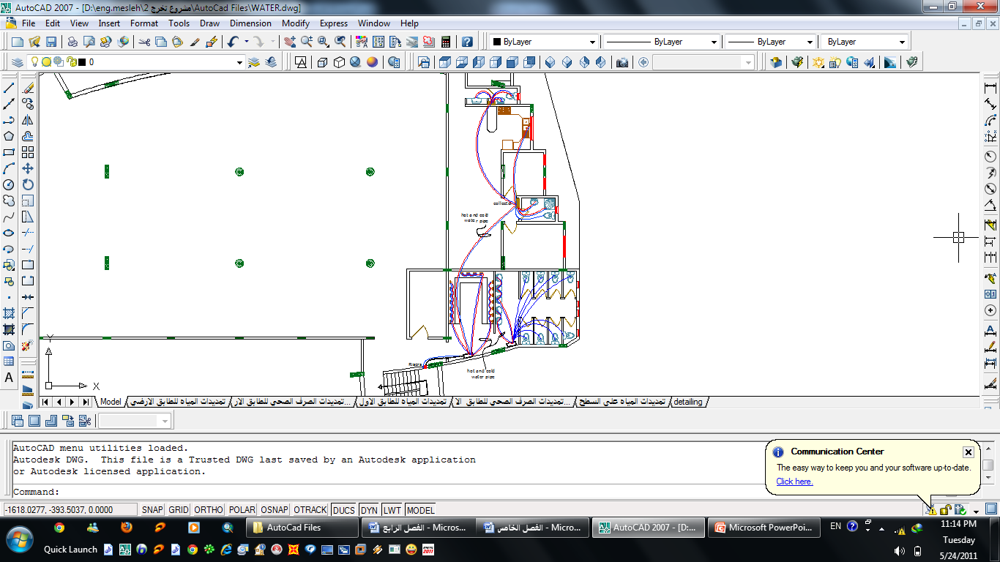 AutoCAD 2007 - [D:\eng.mesleh\2 مشروع تخرج\AutoCad Files\WATER.dwg]
File Edit View Insert Format Tools Draw Dimension Modify Express Window Help
ByLayer ByLayer ByLayer ByLayer
0
collector
hot and cold
water pipe
Risers
hot and cold
water pipe
Y
X
A
Model تمديدات المياه للطابق الارضي تمديدات الصرف الصحي للطابق الار... تمديدات المياه للطابق الاول تمديدات الصرف الصحي للطابق الا... تمديدات المياه على السطح detailing
AutoCAD menu utilities loaded.
Autodesk DWG. This file is a Trusted DWG last saved by an Autodesk application
or Autodesk licensed application.
Command:
Communication Center
The easy way to keep you and your software up-to-date.
Click here.
-1618.0277, -393.5037, 0.0000 SNAP GRID ORTHO POLAR OSNAP OTRACK DUCS DYN LWT MODEL
AutoCad Files الفصل الرابع - Micros... الفصل الخامس - Micro... AutoCAD 2007 - [D:... Microsoft PowerPoi... EN 11:14 PM
Quick Launch Tuesday
5/24/2011